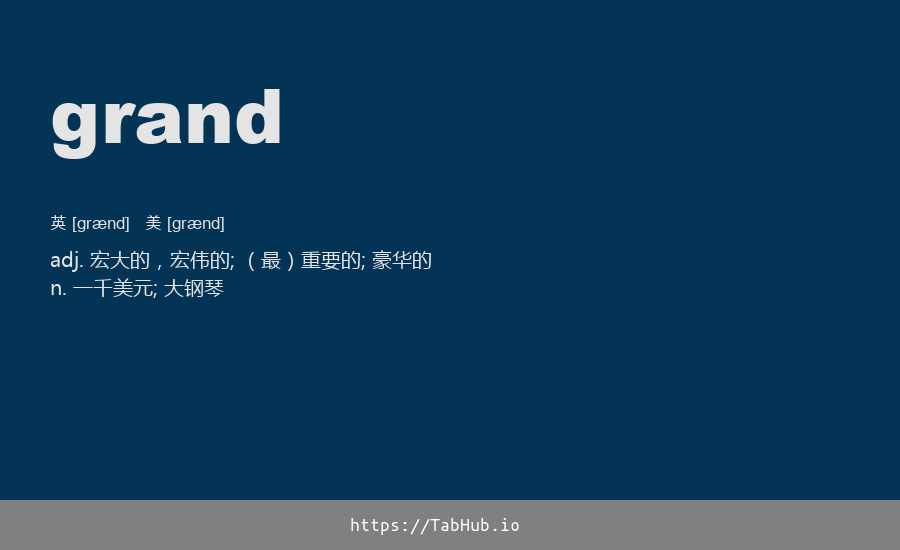 grand
英 [grænd] 美 [grænd]
adj. 宏大的，宏伟的; （最）重要的; 豪华的
n. 一千美元; 大钢琴
https://TabHub.io